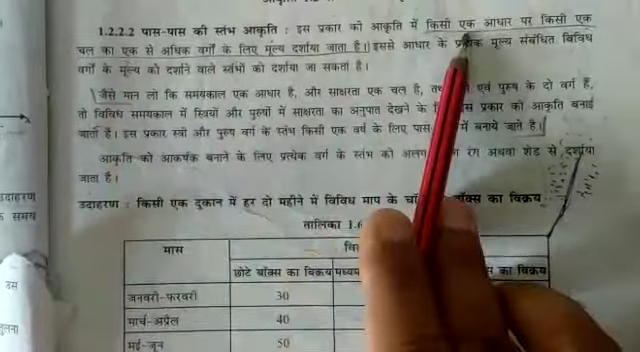 1.2.2.2 पास-पास की स्तंभ आकृति : इस प्रकार की आकृति में किसी एक आधार पर किसी एक
चल का एक से अधिक वर्गों के लिए मूल्य दर्शाया जाता है। इससे आधार के प्रत्येक मूल्य संबंधित विविध
वर्गों के मूल्य को दर्शाने वाले स्तंभों को दर्शाया जा सकता है।
जैसे मान लो कि समयकाल एक आधार है, और साक्षरता एक चल है, एवं पुरुष के दो वर्ग हैं,
तो विविध समयकाल में स्त्रियों और पुरुषों में साक्षरता का अनुपात देखने के प्रकार की आकृति बनाई
जाती है। इस प्रकार स्त्री और पुरुष वर्ग के स्तंभ किसी एक वर्ष के लिए पास में बनाये जाते है।
आकृति को आकर्षक बनाने के लिए प्रत्येक वर्ग के स्तंभ को रंग अथवा शेड से दर्शाया
जाता है।
उदाहरण : किसी एक दुकान में हर दो महीने में विविध माप के बॉक्स का विक्रय
तालिका
मास
छोटे बॉक्स का विक्रय का विक्रय
जनवरी-फरवरी 30
मार्च-अप्रैल 40
मई-जून 50
उदाहरण
समय